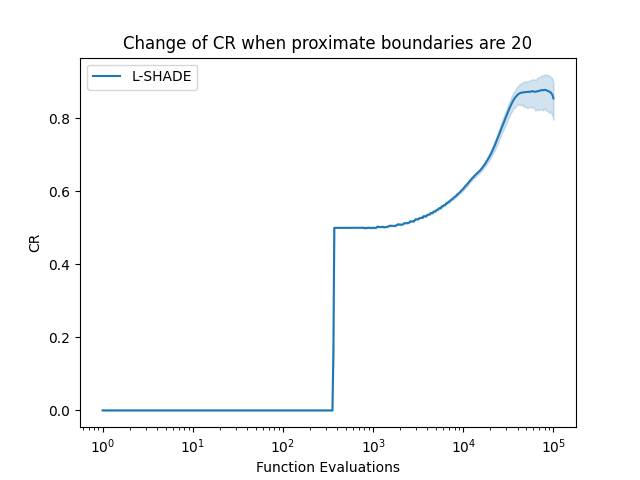 Change of CR when proximate boundaries are 20
L-SHADE
CR
0.8
0.6
0.4
0.2
0.0
10⁰ 10¹ 10² 10³ 10⁴ 10⁵
Function Evaluations